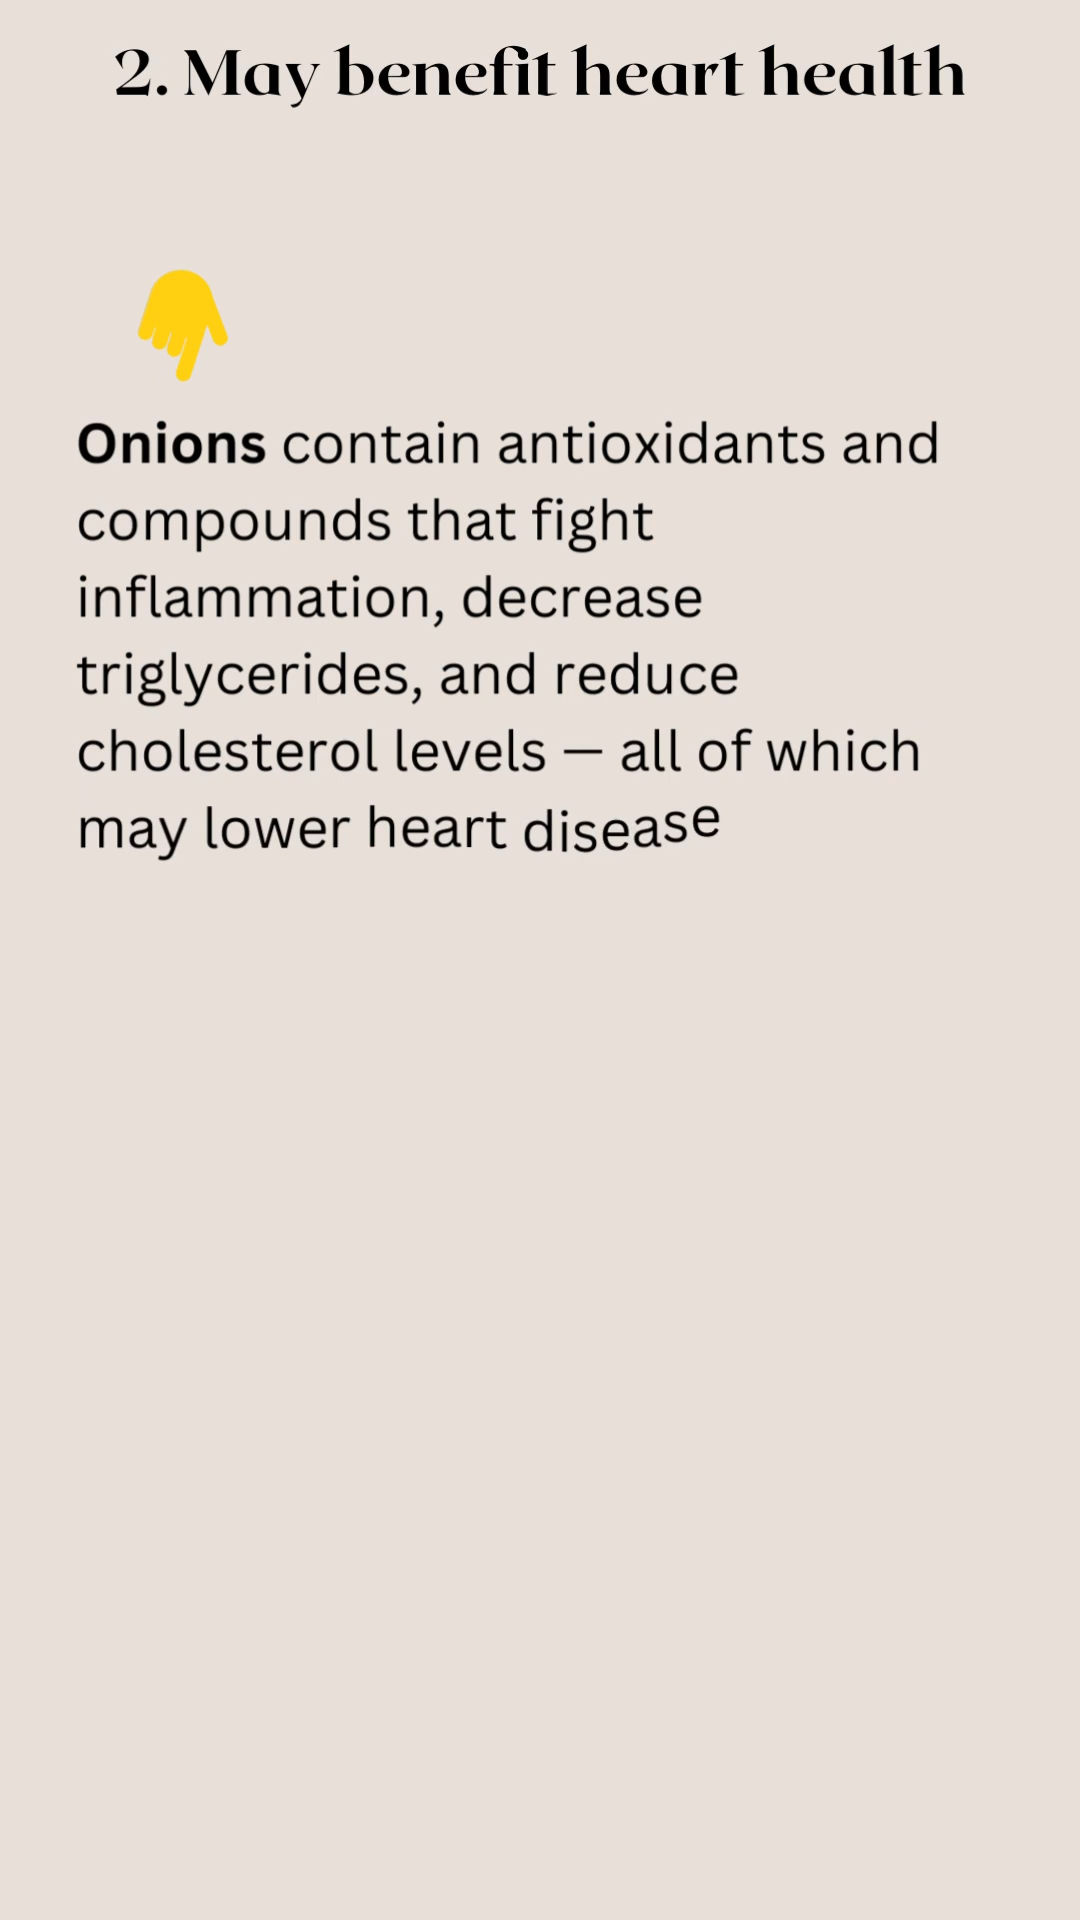 2. May benefit heart health
Onions contain antioxidants and
compounds that fight
inflammation, decrease
triglycerides, and reduce
cholesterol levels — all of which
may lower heart disease